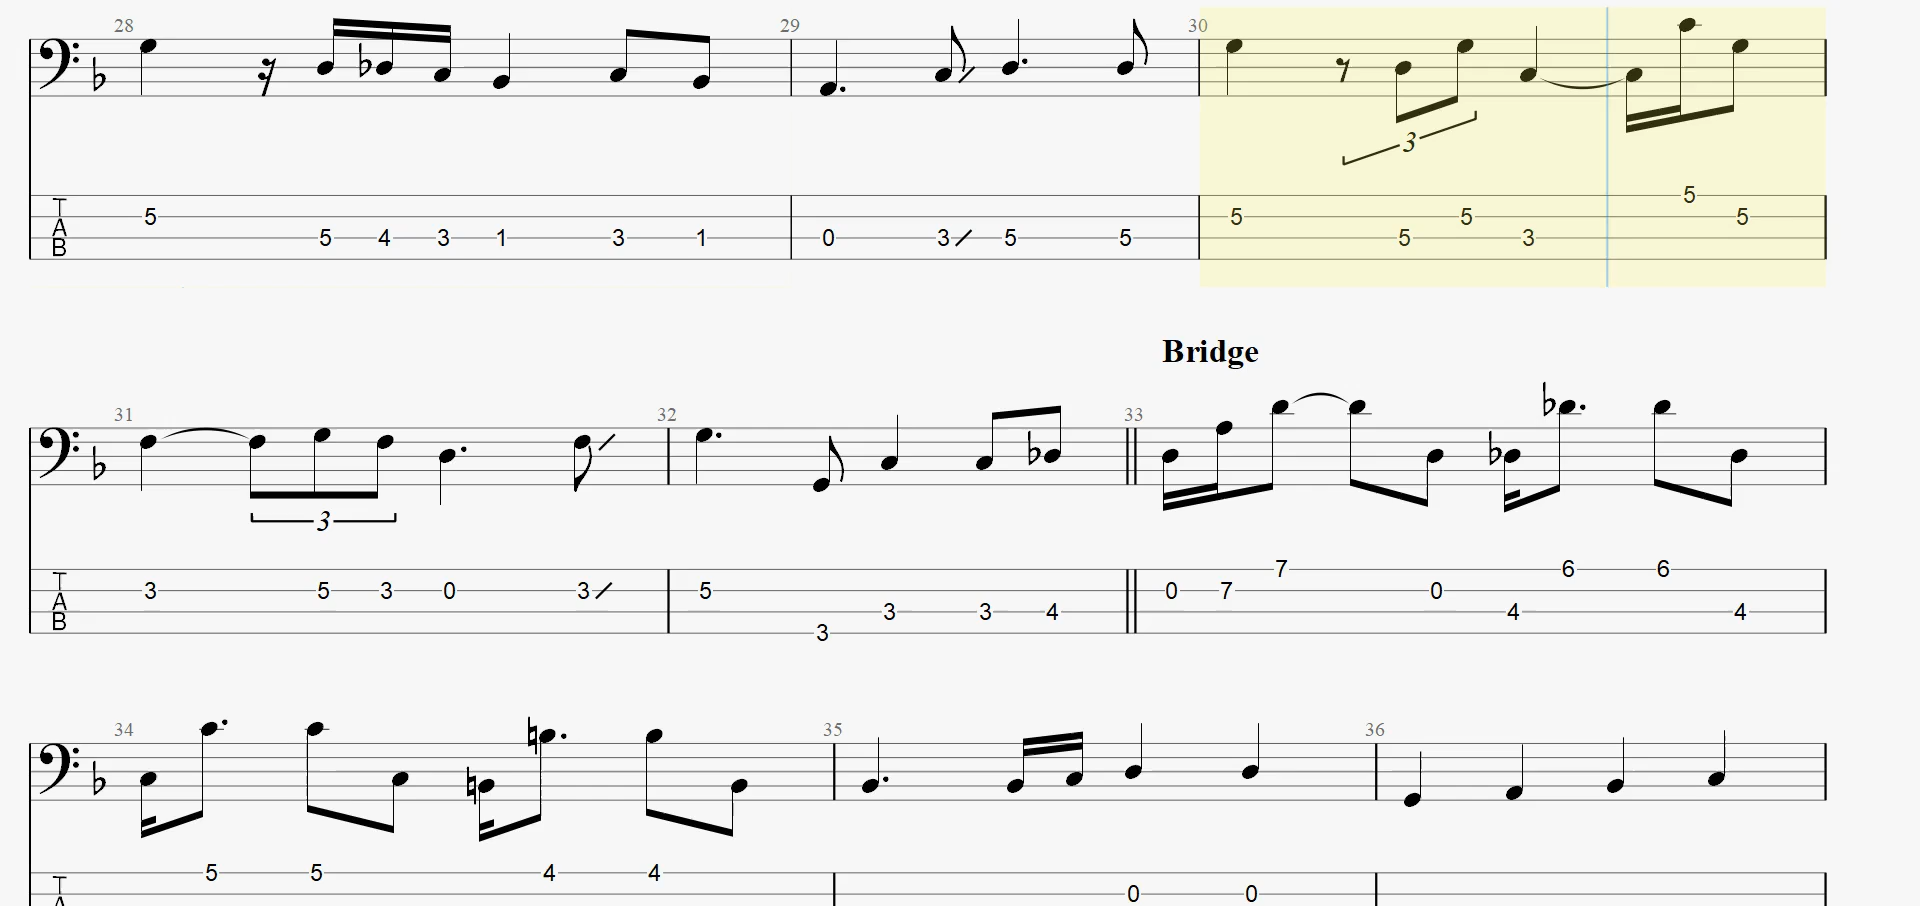 28 29 30
3
T 5 5 5
A 5 5 5
B 5 4 3 1 3 1 0 3 5 5 5 3
Bridge
31 32 33
3
T 7 6 6
A 3 5 3 0 3 5 0 7 0
B 3 3 4 4 4
3
34 35 36
T 5 5 4 4
A 0 0